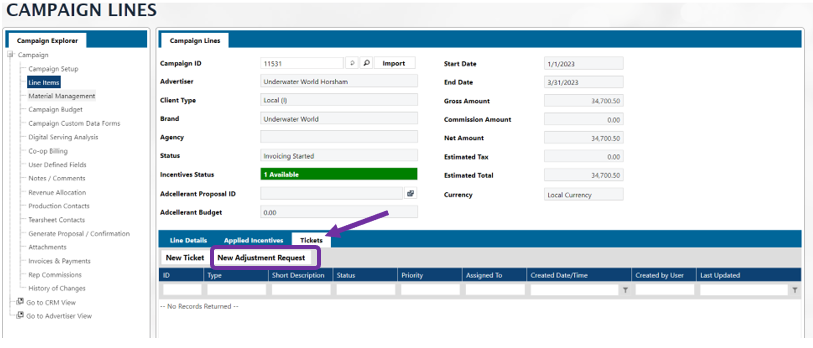 CAMPAIGN LINES
Campaign Explorer
Campaign
Campaign Setup
Line Items
Material Management
Campaign Budget
Campaign Custom Data Forms
Digital Serving Analysis
Co-op Billing
User Defined Fields
Notes / Comments
Revenue Allocation
Production Contacts
Tearsheet Contacts
Generate Proposal / Confirmation
Attachments
Invoices & Payments
Rep Commissions
History of Changes
Go to CRM View
Go to Advertiser View
Campaign Lines
Campaign ID 11531 Import
Advertiser Underwater World Horsham
Client Type Local (I)
Brand Underwater World
Agency
Status Invoicing Started
Incentives Status 1 Available
Adcellerant Proposal ID
Adcellerant Budget 0.00
Start Date 1/1/2023
End Date 3/31/2023
Gross Amount 34,700.50
Commission Amount 0.00
Net Amount 34,700.50
Estimated Tax 0.00
Estimated Total 34,700.50
Currency Local Currency
Line Details Applied Incentives Tickets
New Ticket New Adjustment Request
ID Type Short Description Status Priority Assigned To Created Date/Time Created by User Last Updated
-- No Records Returned --